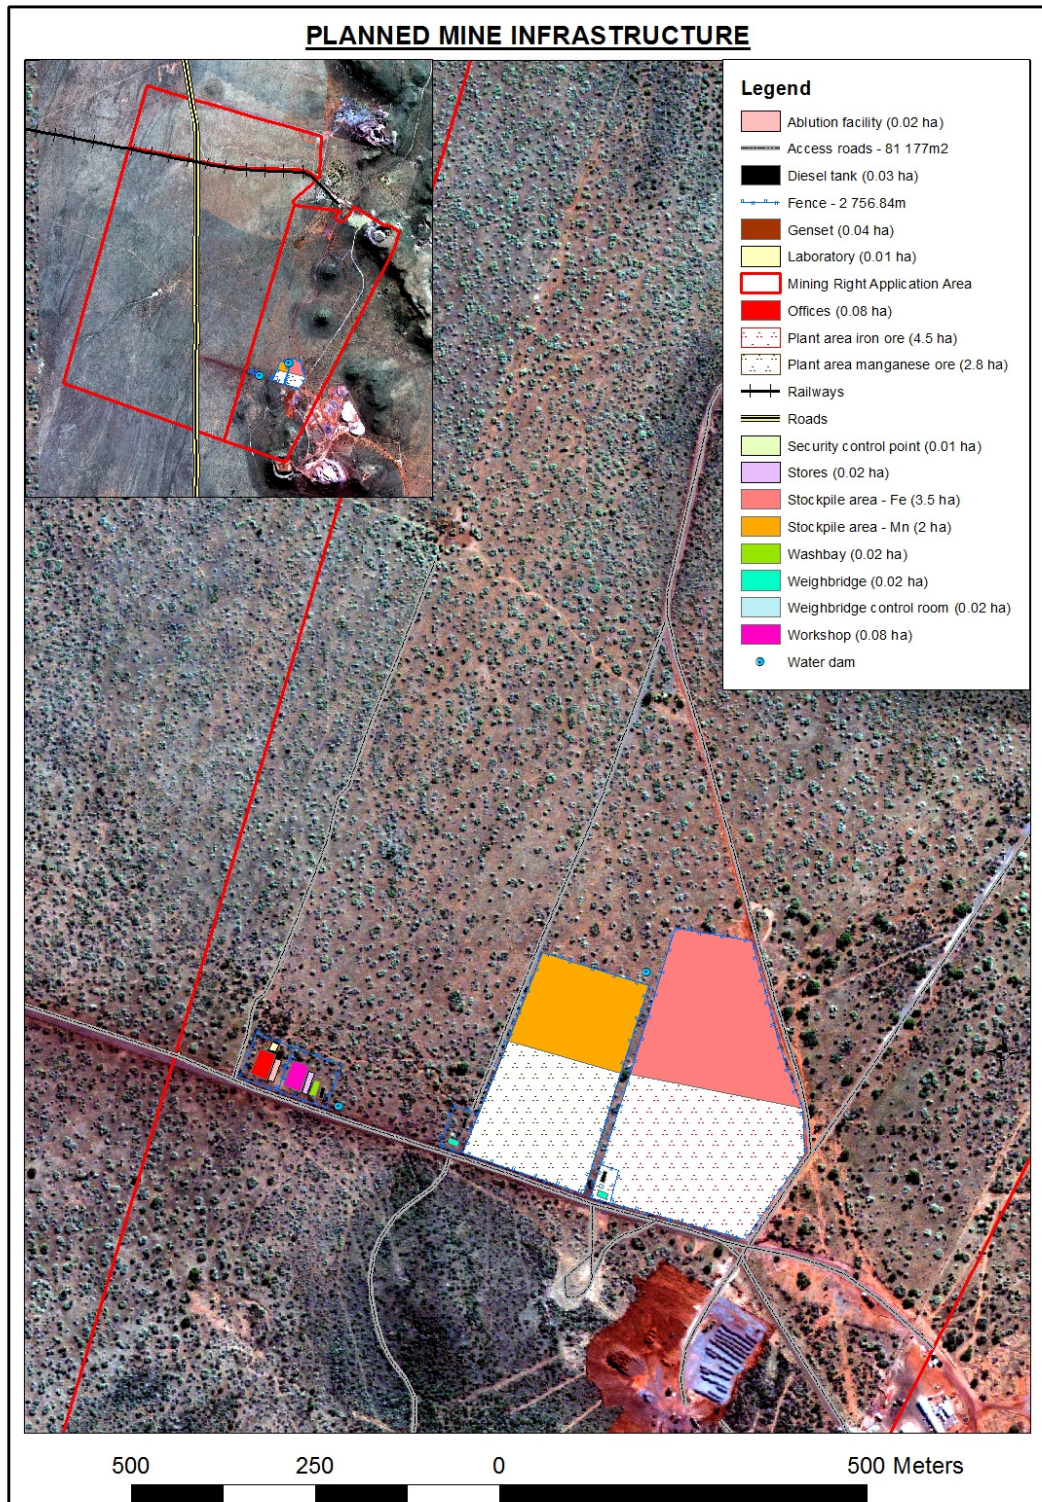 PLANNED MINE INFRASTRUCTURE
Legend
Ablution facility (0.02 ha)
Access roads - 81 177m2
Diesel tank (0.03 ha)
Fence - 2 756.84m
Genset (0.04 ha)
Laboratory (0.01 ha)
Mining Right Application Area
Offices (0.08 ha)
Plant area iron ore (4.5 ha)
Plant area manganese ore (2.8 ha)
Railways
Roads
Security control point (0.01 ha)
Stores (0.02 ha)
Stockpile area - Fe (3.5 ha)
Stockpile area - Mn (2 ha)
Washbay (0.02 ha)
Weighbridge (0.02 ha)
Weighbridge control room (0.02 ha)
Workshop (0.08 ha)
Water dam
500 250 0 500 Meters